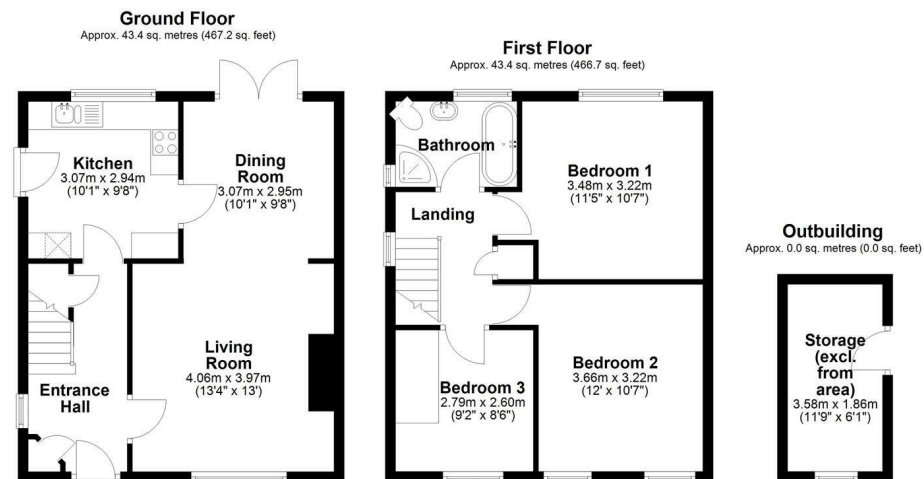 Ground Floor
Approx. 43.4 sq. metres (467.2 sq. feet)
Kitchen
3.07m x 2.94m
(10'1" x 9'8")
Dining
Room
3.07m x 2.95m
(10'1" x 9'8")
Living
Room
4.06m x 3.97m
(13'4" x 13')
Entrance
Hall
First Floor
Approx. 43.4 sq. metres (466.7 sq. feet)
Bathroom
Bedroom 1
3.48m x 3.22m
(11'5" x 10'7")
Landing
Bedroom 2
3.66m x 3.22m
(12' x 10'7")
Bedroom 3
2.79m x 2.60m
(9'2" x 8'6")
Outbuilding
Approx. 0.0 sq. metres (0.0 sq. feet)
Storage
(excl.
from
area)
3.58m x 1.86m
(11'9" x 6'1")